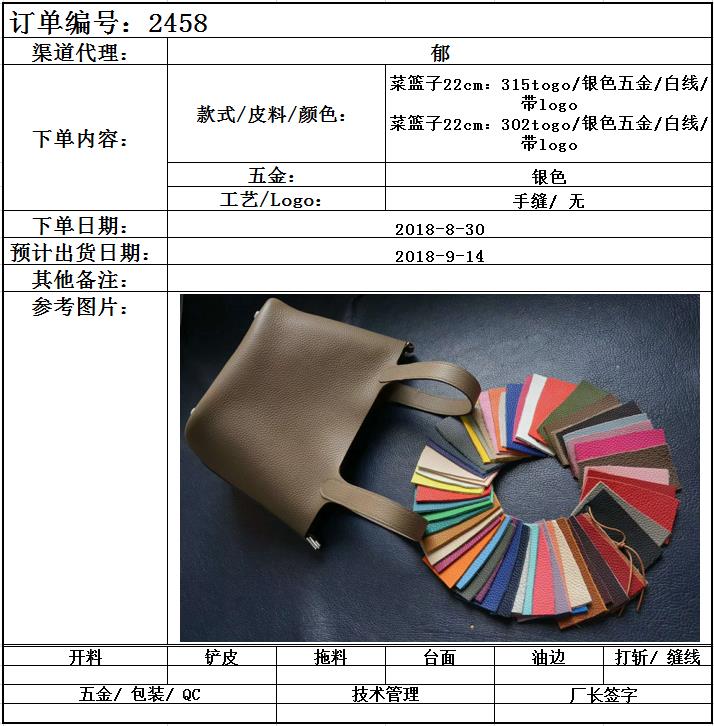 订单编号：2458
渠道代理： 郁
下单内容：
款式/皮料/颜色：
菜篮子22cm：315togo/银色五金/白线/
带logo
菜篮子22cm：302togo/银色五金/白线/
带logo
五金： 银色
工艺/Logo： 手缝/ 无
下单日期： 2018-8-30
预计出货日期： 2018-9-14
其他备注：
参考图片：
开料 铲皮 拖料 台面 油边 打斩/ 缝线
五金/ 包装/ QC 技术管理 厂长签字